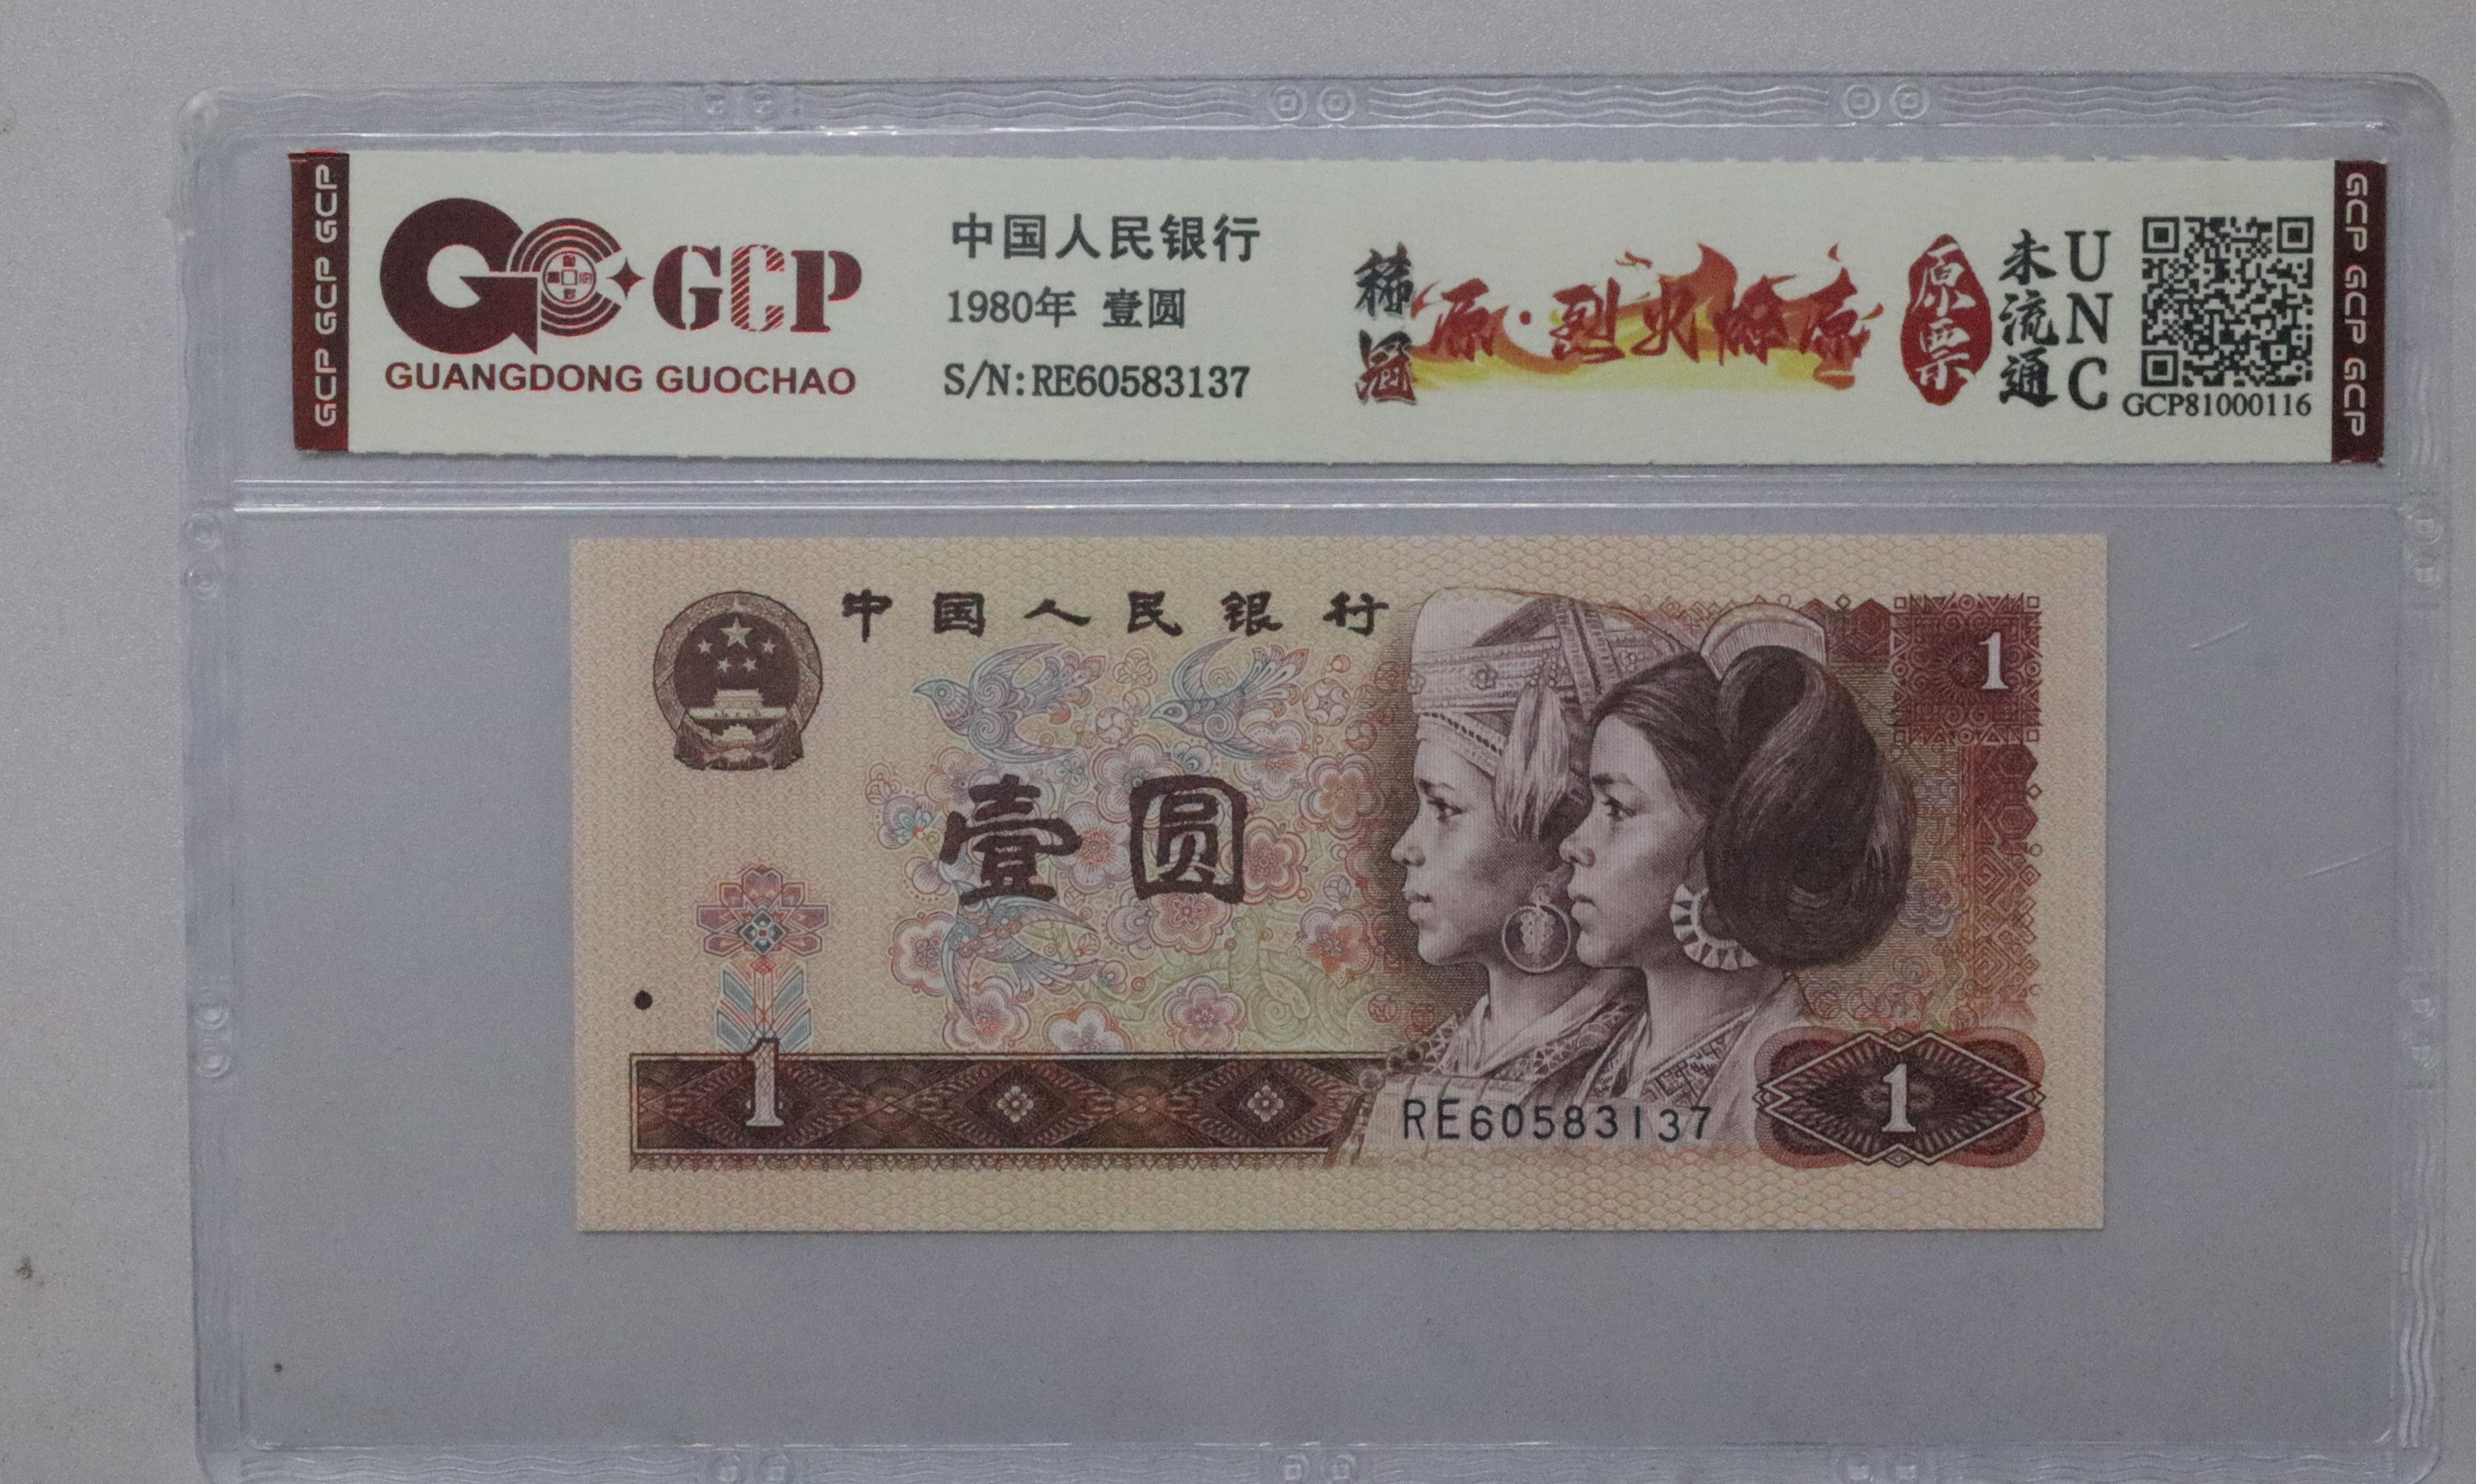 GCP GCP GCP
GCP
GUANGDONG GUOCHAO
中国人民银行
1980年 壹圆
S/N:RE60583137
稀冠
原·烈火燎原
原票
未流通
UNC
GCP81000116
GCP GCP GCP
中国人民银行
1
壹圆
1
RE60583137
1